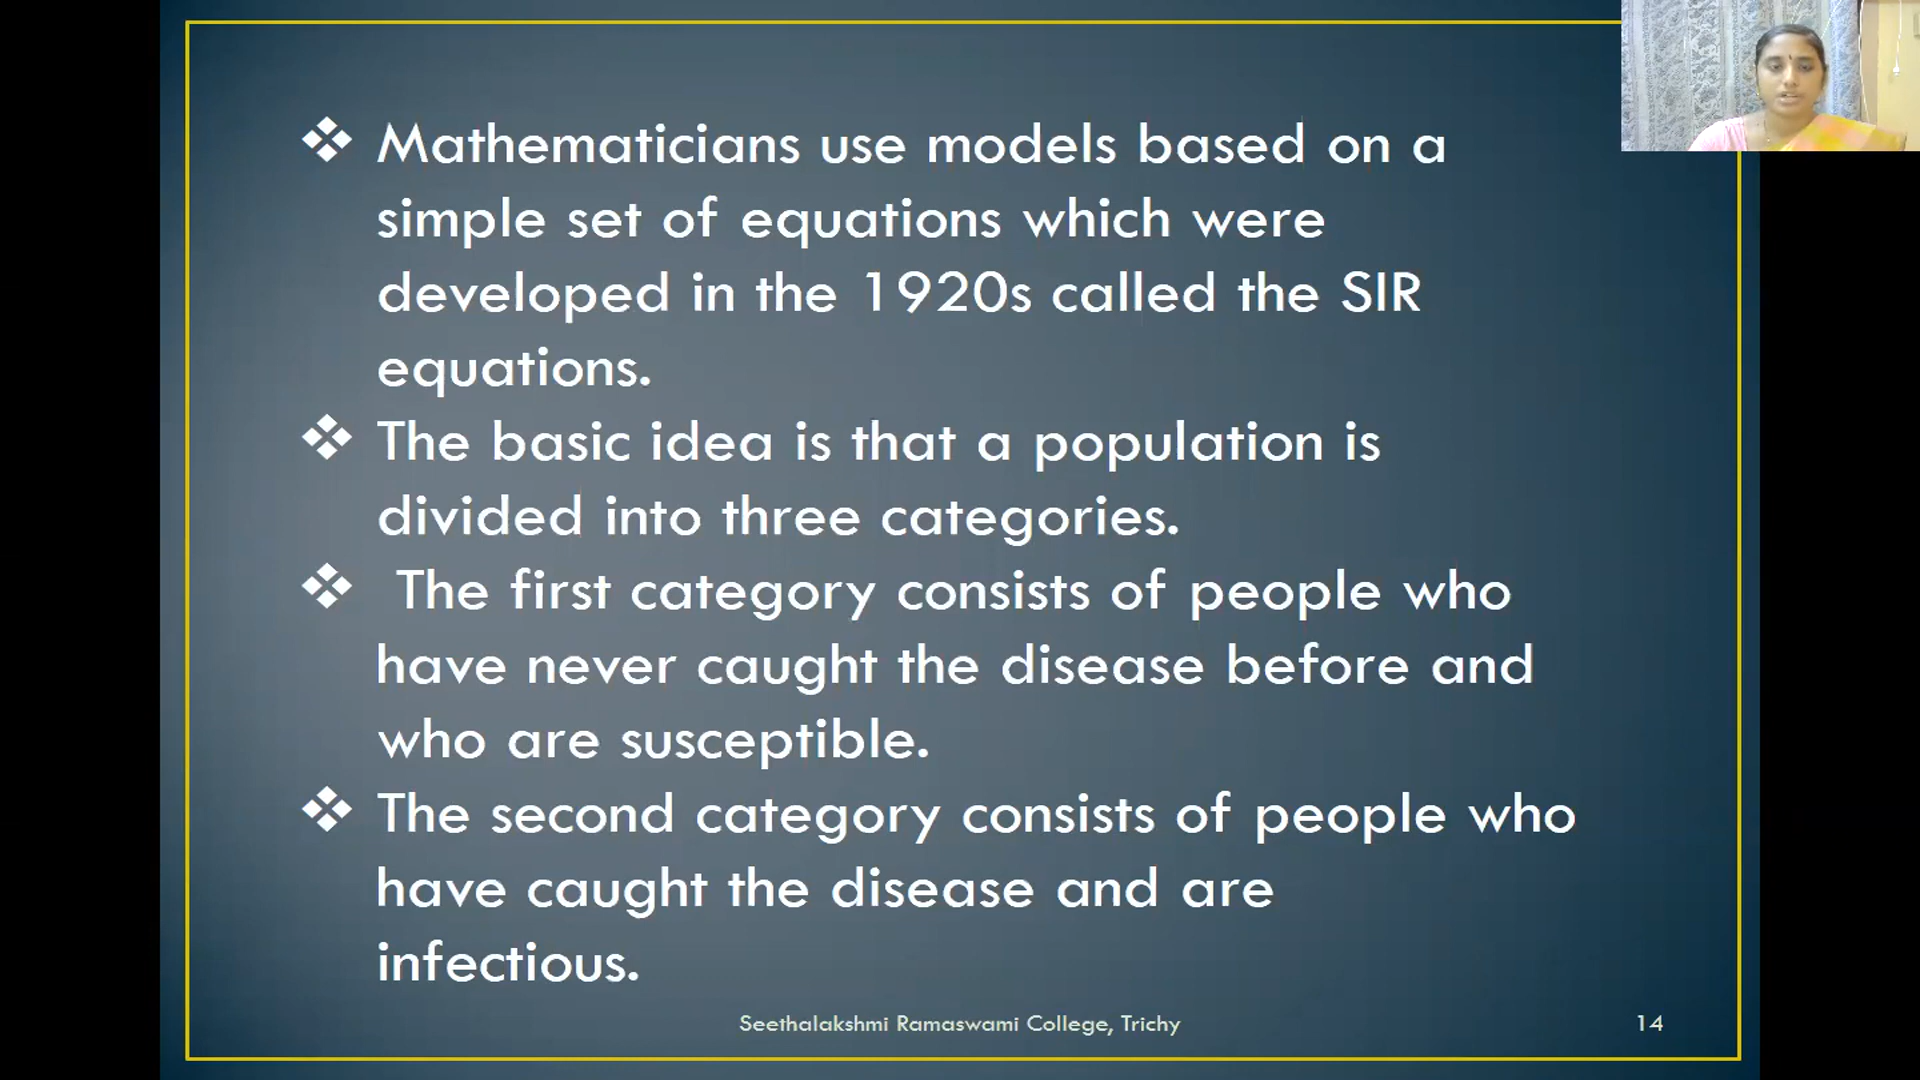 Mathematicians use models based on a
simple set of equations which were
developed in the 1920s called the SIR
equations.
The basic idea is that a population is
divided into three categories.
The first category consists of people who
have never caught the disease before and
who are susceptible.
The second category consists of people who
have caught the disease and are
infectious.
Seethalakshmi Ramaswami College, Trichy
14